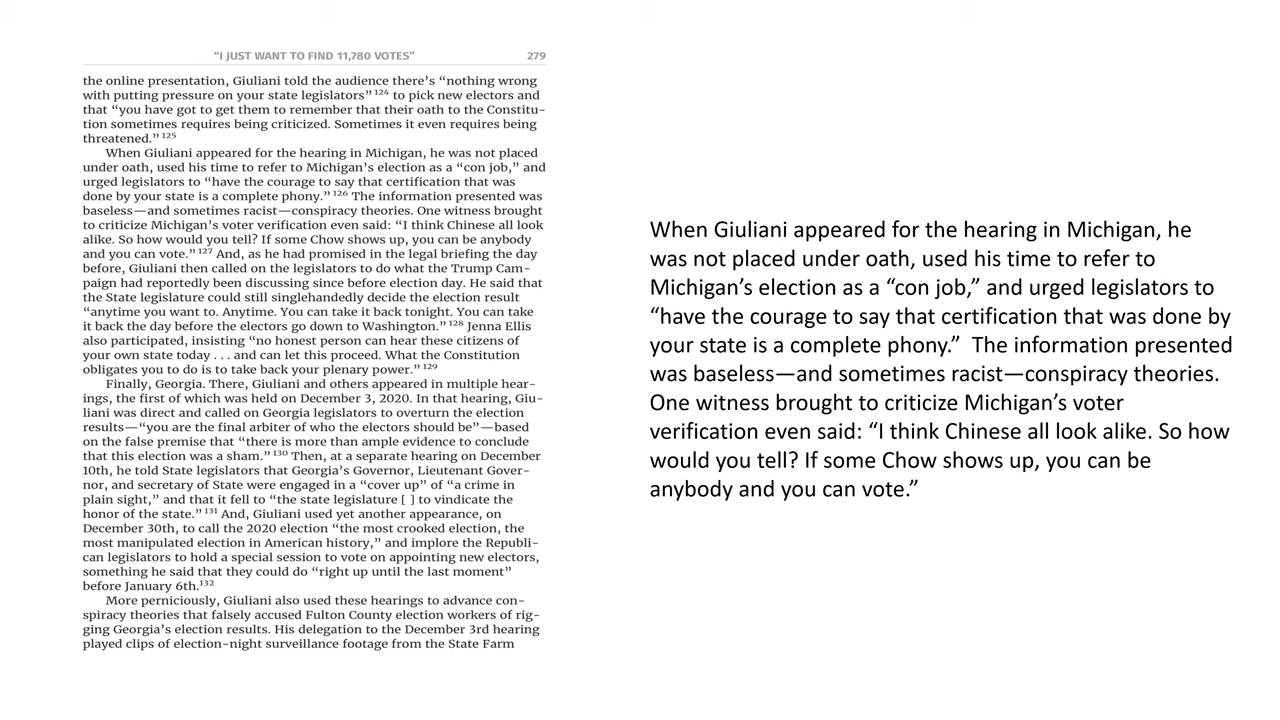 “I JUST WANT TO FIND 11,780 VOTES” 279
the online presentation, Giuliani told the audience there’s “nothing wrong
with putting pressure on your state legislators” 124 to pick new electors and
that “you have got to get them to remember that their oath to the Constitu-
tion sometimes requires being criticized. Sometimes it even requires being
threatened.” 125
When Giuliani appeared for the hearing in Michigan, he was not placed
under oath, used his time to refer to Michigan’s election as a “con job,” and
urged legislators to “have the courage to say that certification that was
done by your state is a complete phony.” 126 The information presented was
baseless—and sometimes racist—conspiracy theories. One witness brought
to criticize Michigan’s voter verification even said: “I think Chinese all look
alike. So how would you tell? If some Chow shows up, you can be anybody
and you can vote.” 127 And, as he had promised in the legal briefing the day
before, Giuliani then called on the legislators to do what the Trump Cam-
paign had reportedly been discussing since before election day. He said that
the State legislature could still singlehandedly decide the election result
“anytime you want to. Anytime. You can take it back tonight. You can take
it back the day before the electors go down to Washington.” 128 Jenna Ellis
also participated, insisting “no honest person can hear these citizens of
your own state today . . . and can let this proceed. What the Constitution
obligates you to do is to take back your plenary power.” 129
Finally, Georgia. There, Giuliani and others appeared in multiple hear-
ings, the first of which was held on December 3, 2020. In that hearing, Giu-
liani was direct and called on Georgia legislators to overturn the election
results—“you are the final arbiter of who the electors should be”—based
on the false premise that “there is more than ample evidence to conclude
that this election was a sham.” 130 Then, at a separate hearing on December
10th, he told State legislators that Georgia’s Governor, Lieutenant Gover-
nor, and secretary of State were engaged in a “cover up” of “a crime in
plain sight,” and that it fell to “the state legislature [ ] to vindicate the
honor of the state.” 131 And, Giuliani used yet another appearance, on
December 30th, to call the 2020 election “the most crooked election, the
most manipulated election in American history,” and implore the Republi-
can legislators to hold a special session to vote on appointing new electors,
something he said that they could do “right up until the last moment”
before January 6th.132
More perniciously, Giuliani also used these hearings to advance con-
spiracy theories that falsely accused Fulton County election workers of rig-
ging Georgia’s election results. His delegation to the December 3rd hearing
played clips of election-night surveillance footage from the State Farm
When Giuliani appeared for the hearing in Michigan, he
was not placed under oath, used his time to refer to
Michigan’s election as a “con job,” and urged legislators to
“have the courage to say that certification that was done by
your state is a complete phony.”  The information presented
was baseless—and sometimes racist—conspiracy theories.
One witness brought to criticize Michigan’s voter
verification even said: “I think Chinese all look alike. So how
would you tell? If some Chow shows up, you can be
anybody and you can vote.”